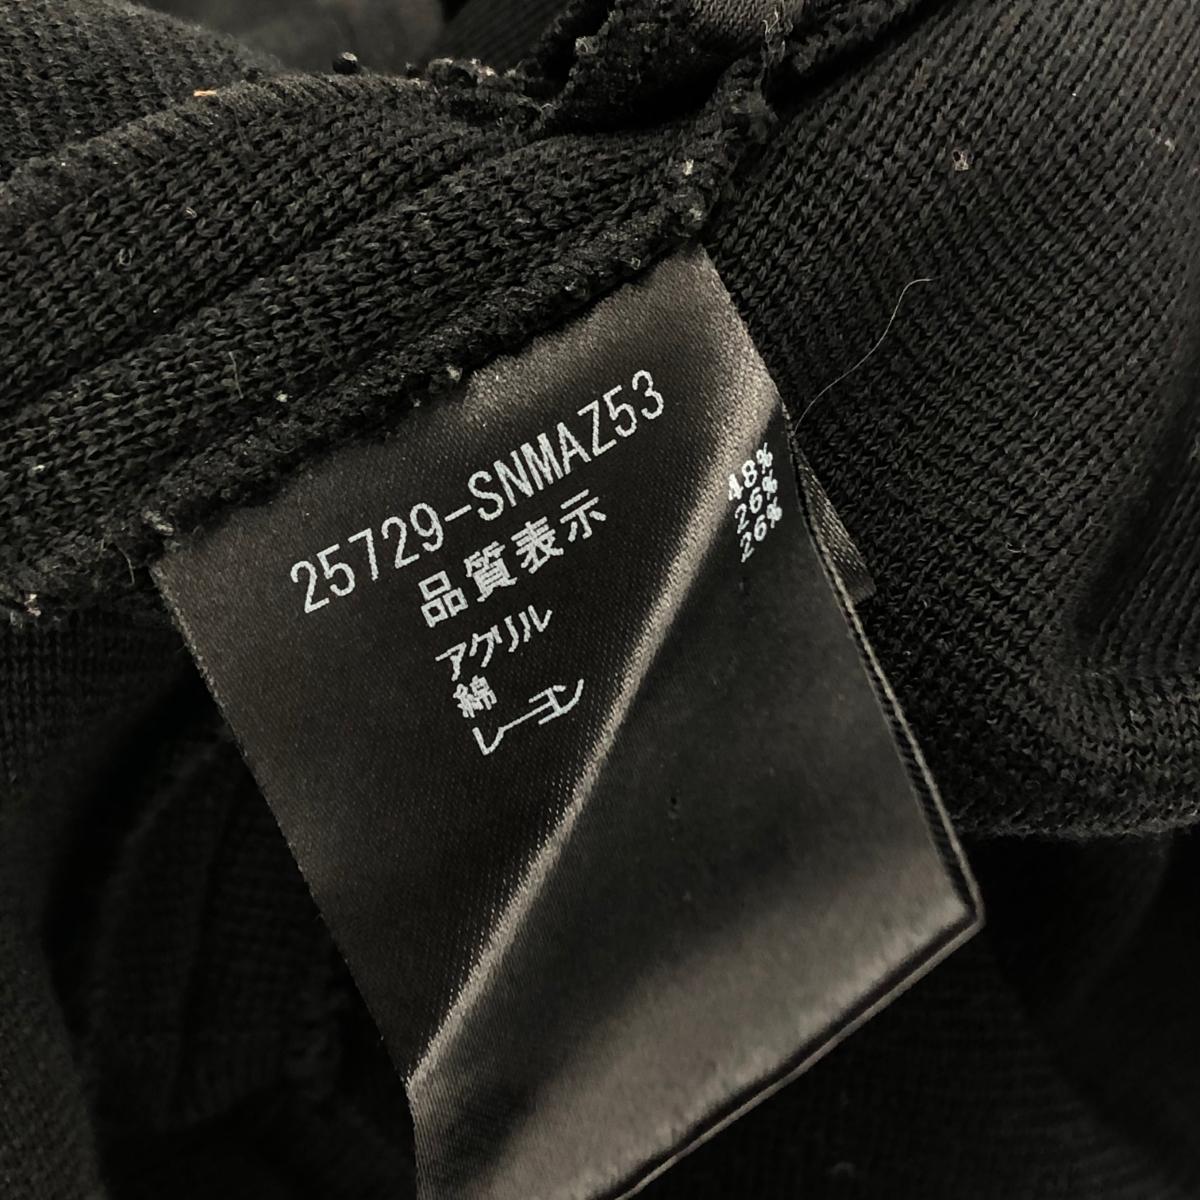 25729-SNMAZ53
品質表示
アクリル 48%
綿 26%
レーヨン 26%